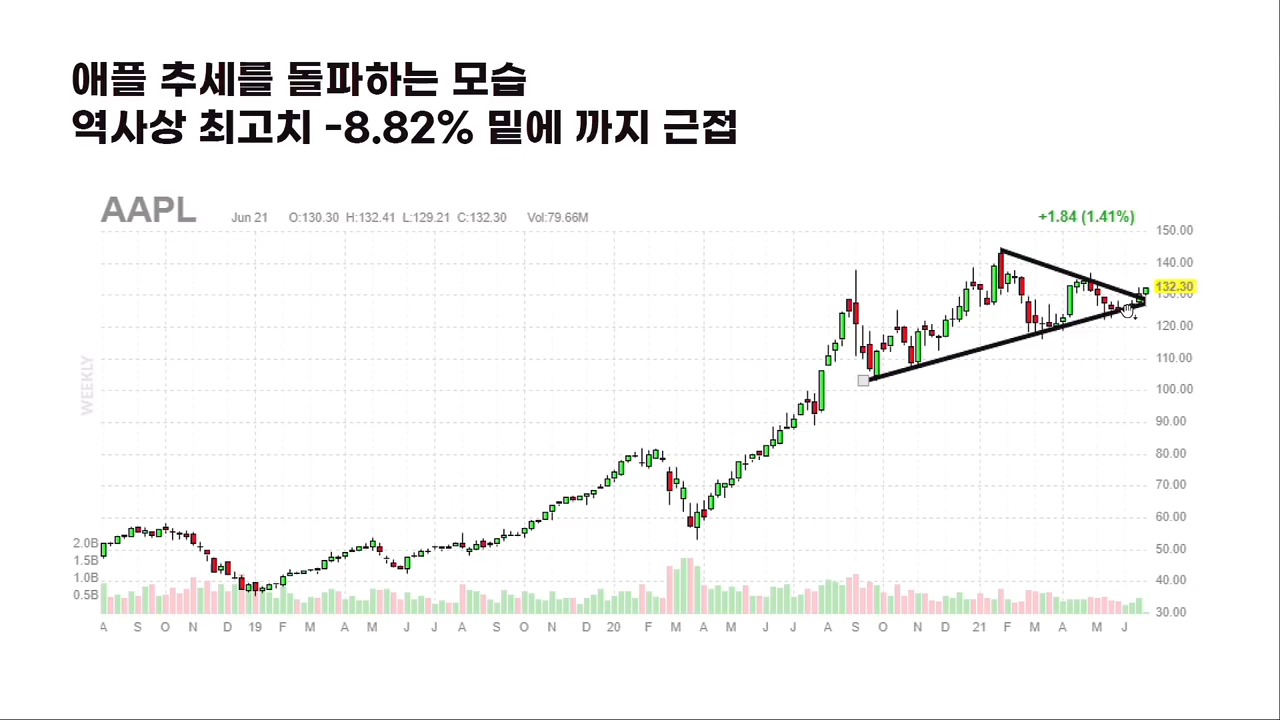 애플 추세를 돌파하는 모습
역사상 최고치 -8.82% 밑에 까지 근접
AAPL Jun 21 O:130.30 H:132.41 L:129.21 C:132.30 Vol:79.66M +1.84 (1.41%)
150.00
140.00
132.30
130.00
120.00
110.00
WEEKLY
100.00
90.00
80.00
70.00
60.00
2.0B 50.00
1.5B
1.0B 40.00
0.5B
30.00
A S O N D 19 F M A M J J A S O N D 20 F M A M J J A S O N D 21 F M A M J